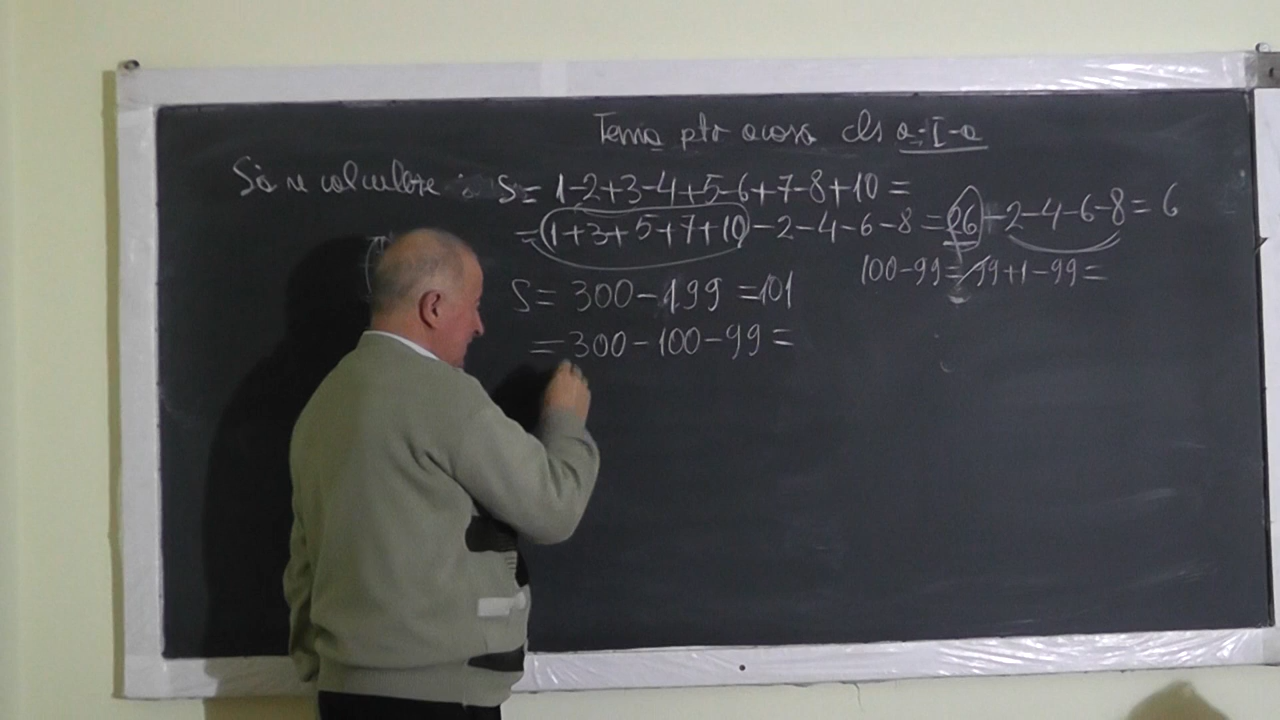 Tema ptr acasa cls a-I-a
Să se calculeze: S= 1-2+3-4+5-6+7-8+10=
=(1+3+5+7+10)-2-4-6-8=26-2-4-6-8=6
100-99=99+1-99=
S= 300-199=101
=300-100-99=